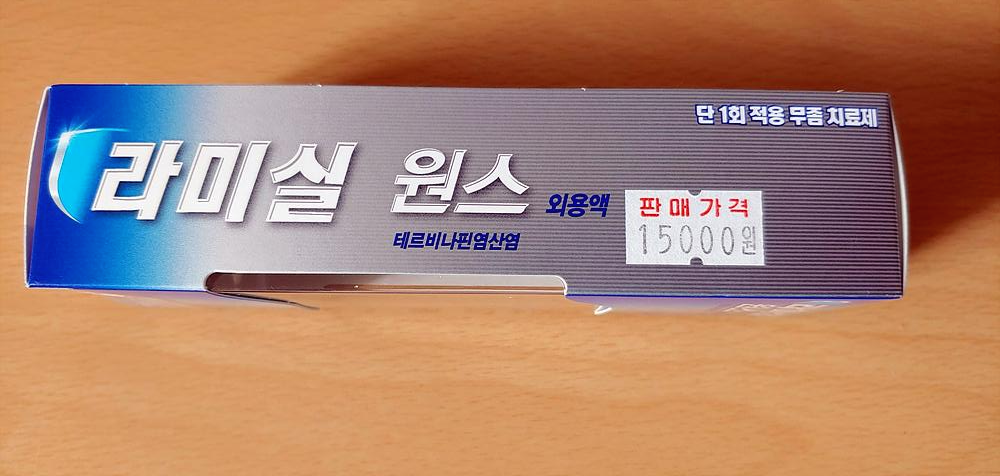 단 1회 적용 무좀 치료제
라미실 원스 외용액
테르비나핀염산염
판매가격
15000원